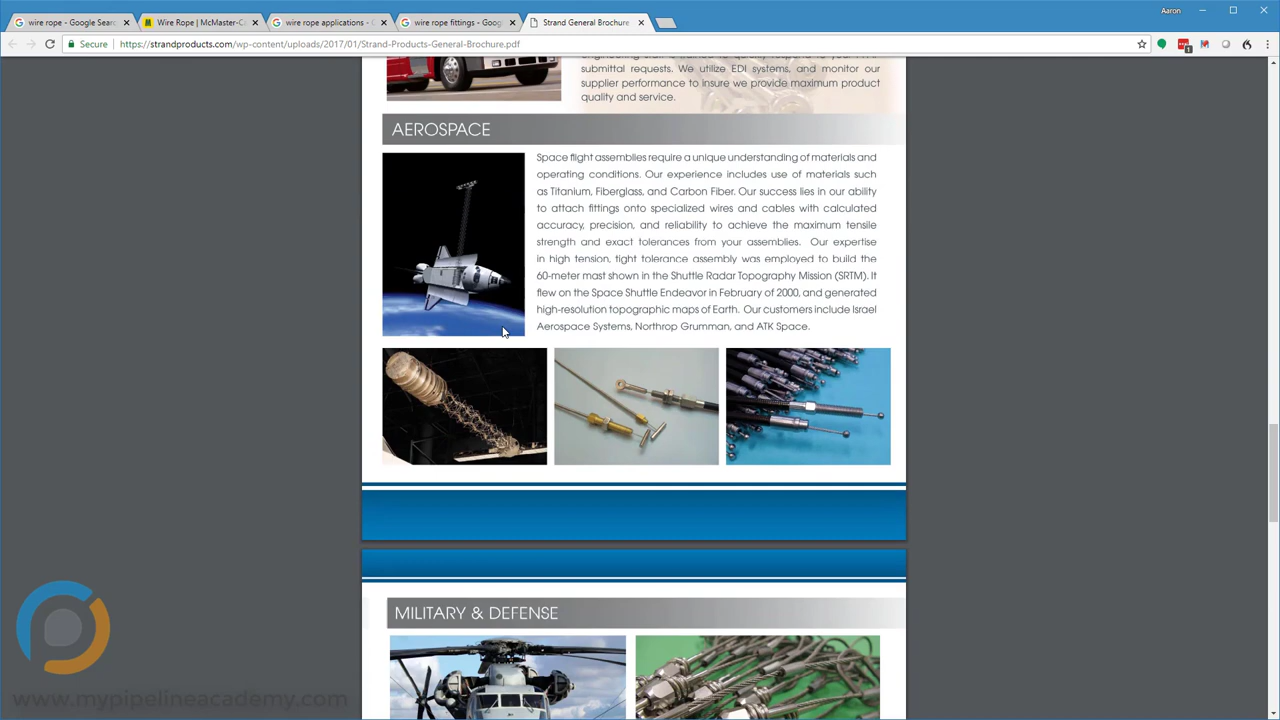 Aaron
wire rope - Google Searc
Wire Rope | McMaster-Ca
wire rope applications - G
wire rope fittings - Googl
Strand General Brochure
Secure
https://strandproducts.com/wp-content/uploads/2017/01/Strand-Products-General-Brochure.pdf
submittal requests. We utilize EDI systems, and monitor our
supplier performance to insure we provide maximum product
quality and service.
AEROSPACE
Space flight assemblies require a unique understanding of materials and
operating conditions. Our experience includes use of materials such
as Titanium, Fiberglass, and Carbon Fiber. Our success lies in our ability
to attach fittings onto specialized wires and cables with calculated
accuracy, precision, and reliability to achieve the maximum tensile
strength and exact tolerances from your assemblies. Our expertise
in high tension, tight tolerance assembly was employed to build the
60-meter mast shown in the Shuttle Radar Topography Mission (SRTM). It
flew on the Space Shuttle Endeavor in February of 2000, and generated
high-resolution topographic maps of Earth. Our customers include Israel
Aerospace Systems, Northrop Grumman, and ATK Space.
MILITARY & DEFENSE
www.mypipelineacademy.com